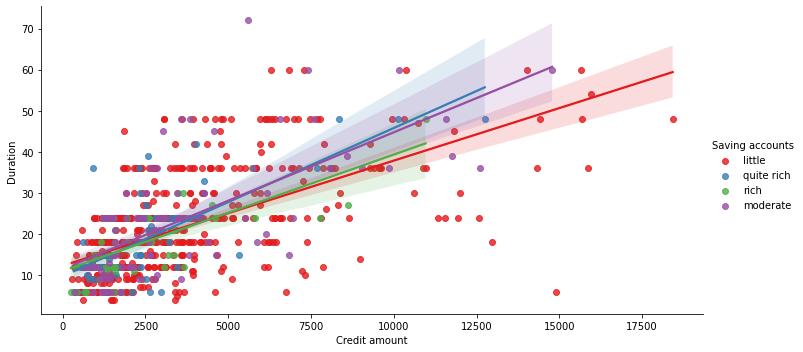 70
60
50
40
30
20
10
Duration
0
2500
5000
7500
10000
12500
15000
17500
Credit amount
Saving accounts
little
quite rich
rich
moderate